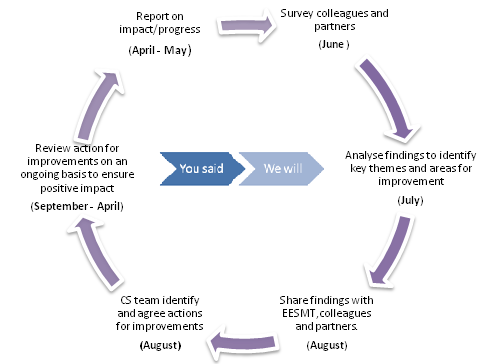 Report on
impact/progress
(April - May)
Survey colleagues and
partners
(June )
Analyse findings to identify
key themes and areas for
improvement
(July)
Share findings with
EESMT,colleagues
and partners.
(August)
CS team identify
and agree actions
for improvements
(August)
Review action for
improvements on an
ongoing basis to ensure
positive impact
(September - April)
You said
We will